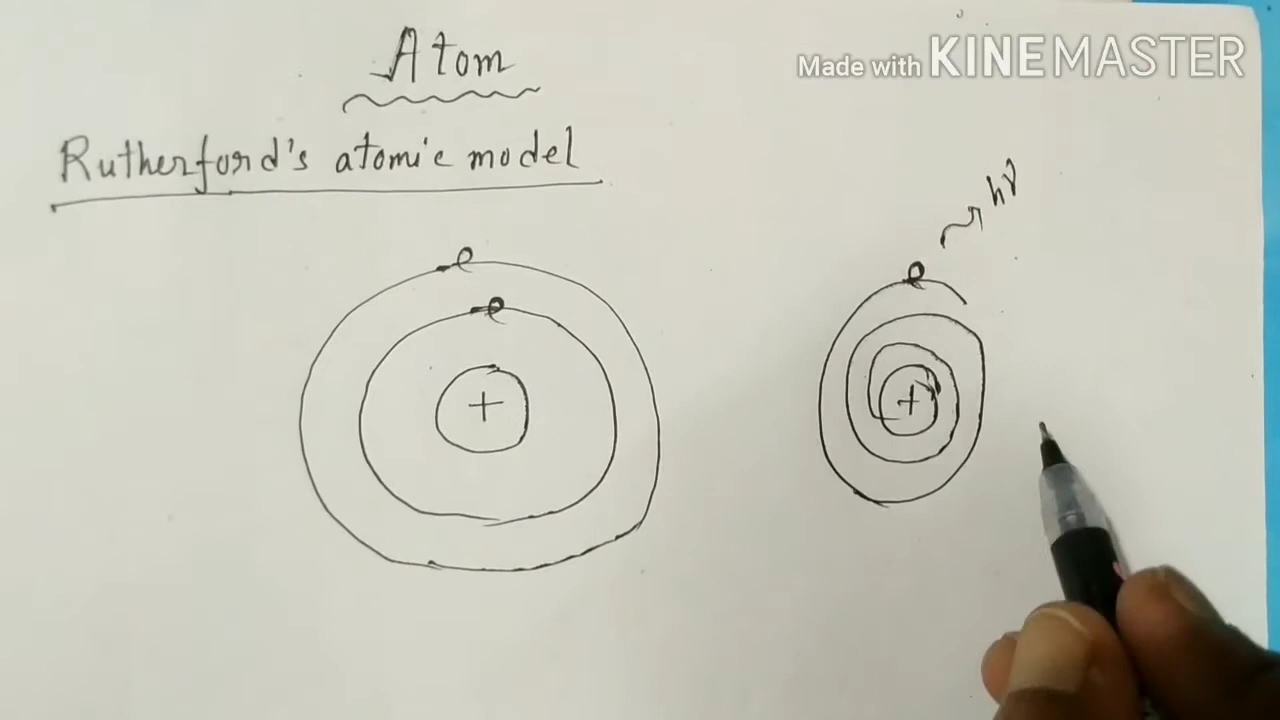 Atom
Made with KINEMASTER
Rutherford's atomic model
hν
e
e
e
+
+